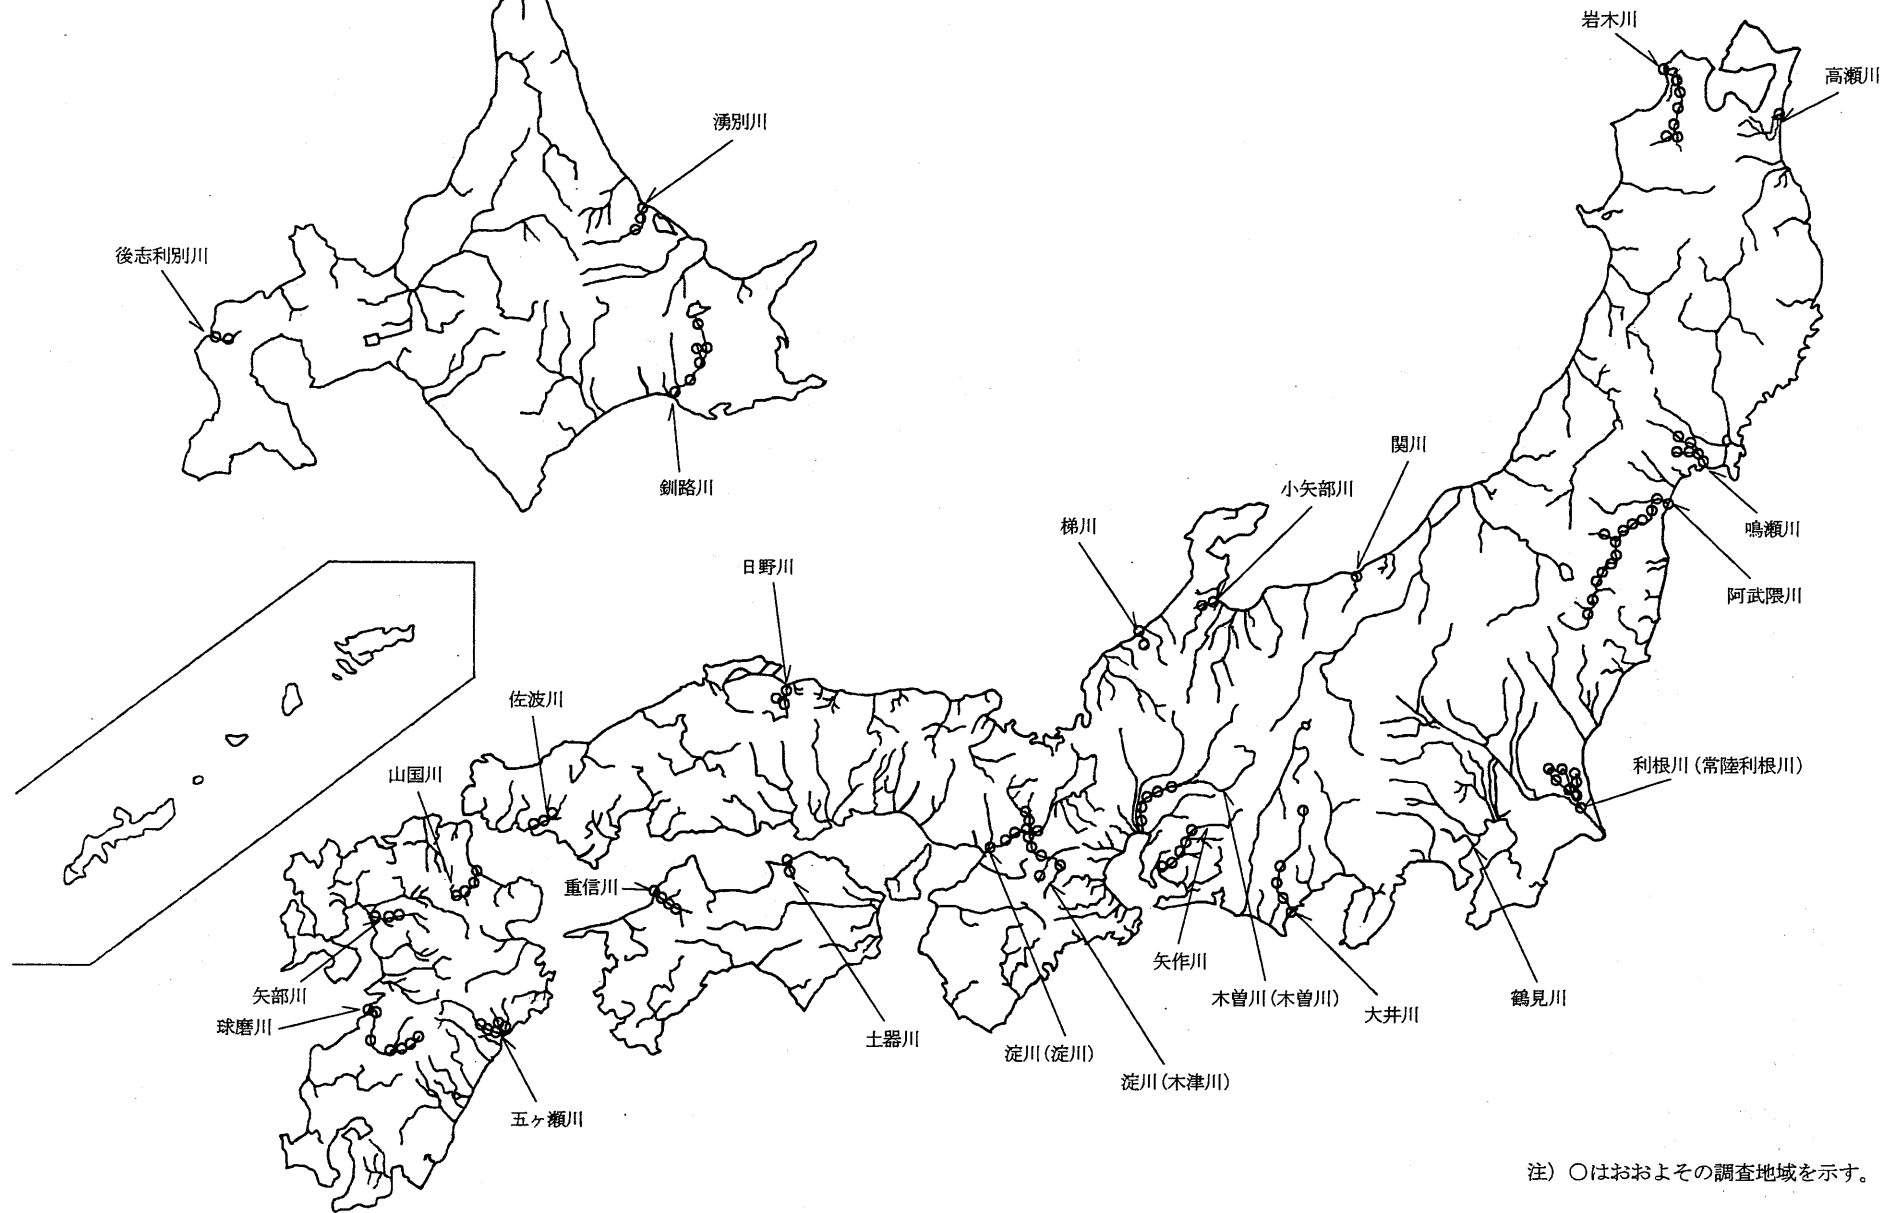 岩木川
高瀬川
湧別川
後志利別川
釧路川
関川
小矢部川
梯川
鳴瀬川
日野川
阿武隈川
佐波川
山国川
利根川(常陸利根川)
重信川
矢作川
矢部川
木曽川(木曽川)
鶴見川
球磨川
大井川
土器川
淀川(淀川)
淀川(木津川)
五ヶ瀬川
注) ○はおおよその調査地域を示す。